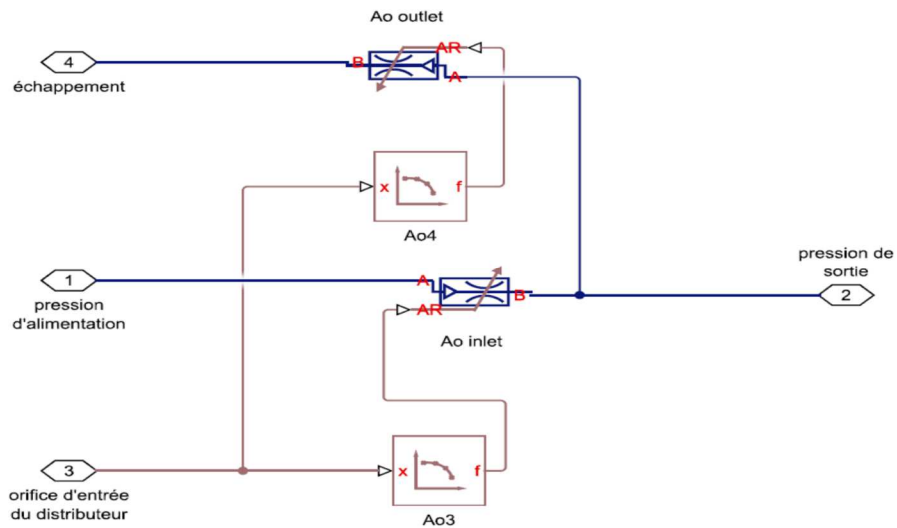 Ao outlet
4
échappement
B
AR
A
x
f
Ao4
1
pression
d'alimentation
A
B
AR
Ao inlet
pression de
sortie
2
3
orifice d'entrée
du distributeur
x
f
Ao3